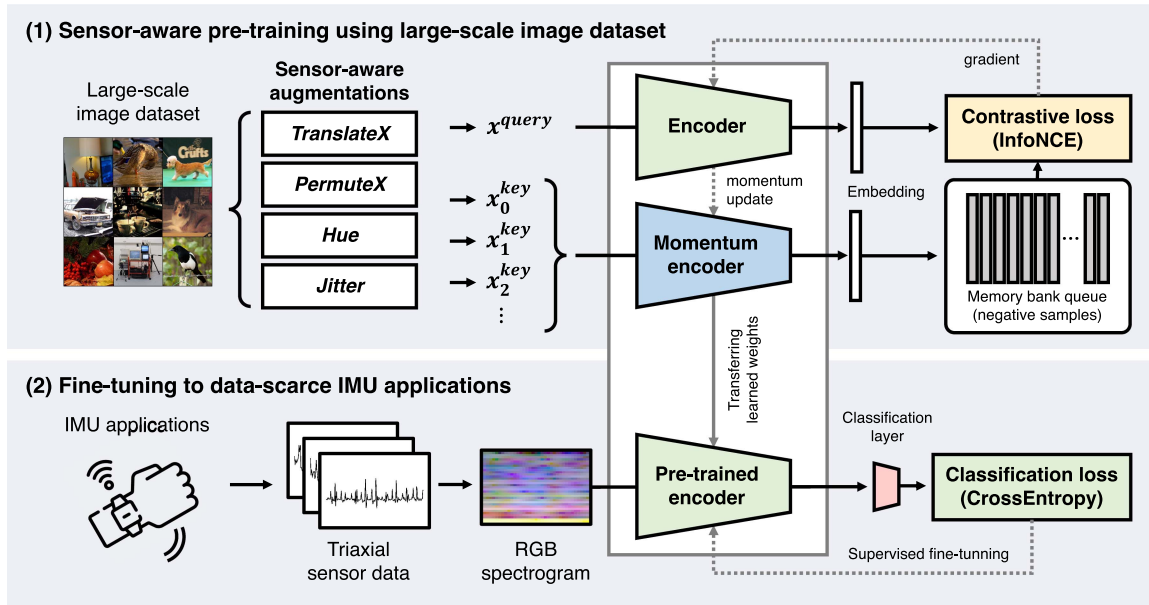 (1) Sensor-aware pre-training using large-scale image dataset
Large-scale
image dataset
Crufts
Sensor-aware
augmentations
TranslateX
PermuteX
Hue
Jitter
x^query
x_0^key
x_1^key
x_2^key
⋮
Encoder
momentum
update
Momentum
encoder
Embedding
gradient
Contrastive loss
(InfoNCE)
...
Memory bank queue
(negative samples)
Transferring
learned weights
(2) Fine-tuning to data-scarce IMU applications
IMU applications
Triaxial
sensor data
RGB
spectrogram
Pre-trained
encoder
Classification
layer
Classification loss
(CrossEntropy)
Supervised fine-tunning